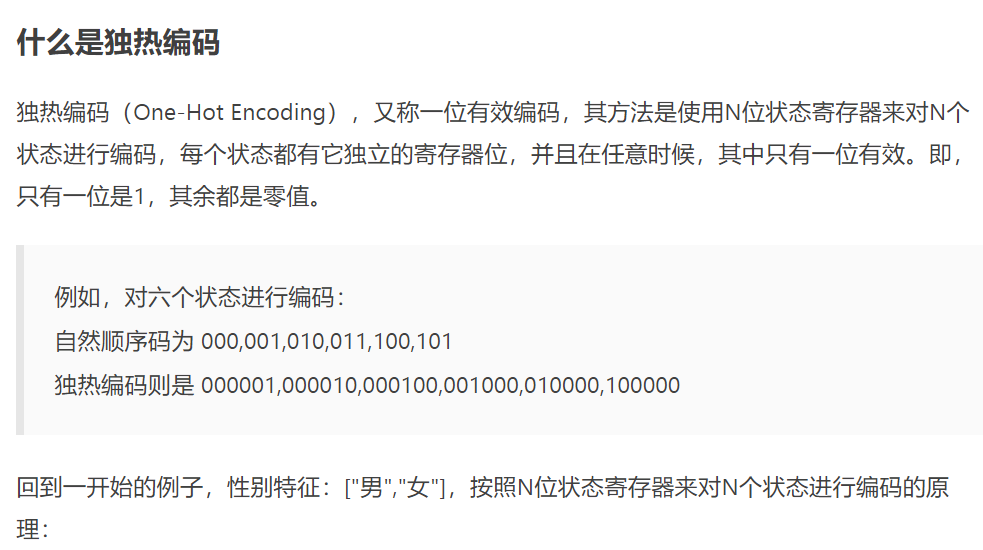 什么是独热编码
独热编码（One-Hot Encoding），又称一位有效编码，其方法是使用N位状态寄存器来对N个
状态进行编码，每个状态都有它独立的寄存器位，并且在任意时候，其中只有一位有效。即，
只有一位是1，其余都是零值。
例如，对六个状态进行编码：
自然顺序码为 000,001,010,011,100,101
独热编码则是 000001,000010,000100,001000,010000,100000
回到一开始的例子，性别特征：["男","女"]，按照N位状态寄存器来对N个状态进行编码的原
理：